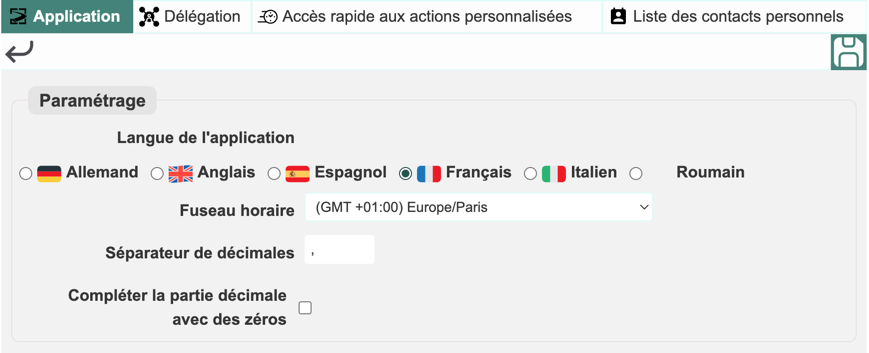 Application Délégation Accès rapide aux actions personnalisées Liste des contacts personnels
Paramétrage
Langue de l'application
Allemand Anglais Espagnol Français Italien Roumain
Fuseau horaire (GMT +01:00) Europe/Paris
Séparateur de décimales ,
Compléter la partie décimale
avec des zéros